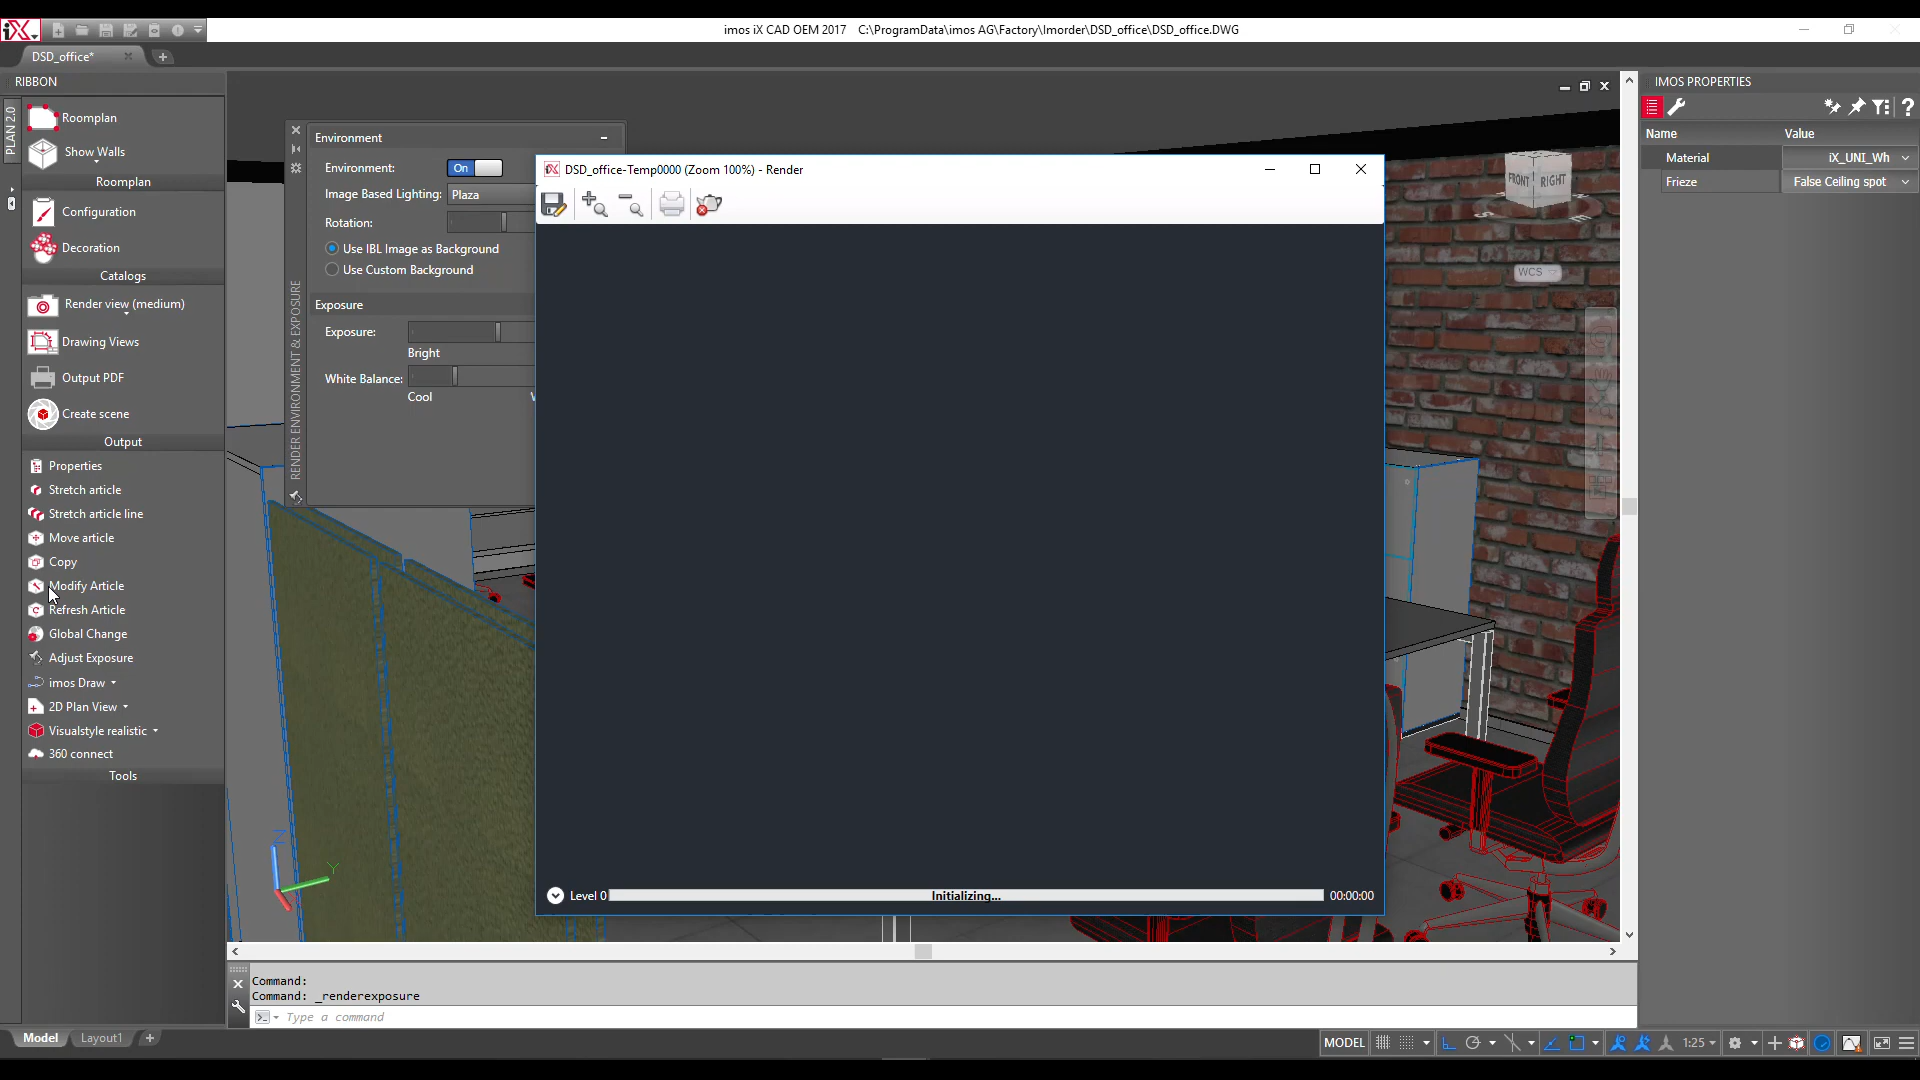 imos iX CAD OEM 2017 C:\ProgramData\imos AG\Factory\Imorder\DSD_office\DSD_office.DWG
DSD_office*
RIBBON
PLAN 2.0
Roomplan
Show Walls
Roomplan
Configuration
Decoration
Catalogs
Render view (medium)
Drawing Views
Output PDF
Create scene
Output
Properties
Stretch article
Stretch article line
Move article
Copy
Modify Article
Refresh Article
Global Change
Adjust Exposure
imos Draw
2D Plan View
Visualstyle realistic
360 connect
Tools
RENDER ENVIRONMENT & EXPOSURE
Environment
Environment: On
Image Based Lighting: Plaza
Rotation:
Use IBL Image as Background
Use Custom Background
Exposure
Exposure:
Bright
White Balance:
Cool
DSD_office-Temp0000 (Zoom 100%) - Render
Level 0 Initializing... 00:00:00
FRONT RIGHT
S E
WCS
IMOS PROPERTIES
Name Value
Material iX_UNI_Wh
Frieze False Ceiling spot
Z
Y
Command:
Command: _renderexposure
Type a command
Model Layout1
MODEL 1:25